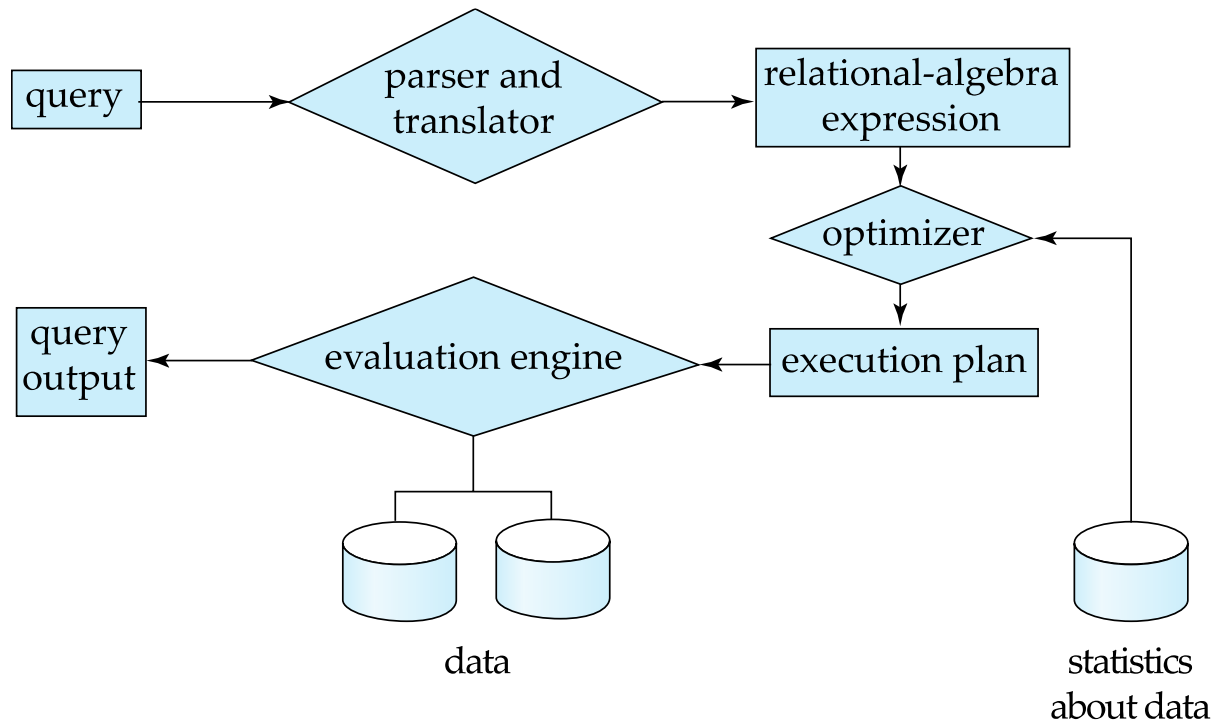 query
parser and
translator
relational-algebra
expression
optimizer
query
output
evaluation engine
execution plan
data
statistics
about data